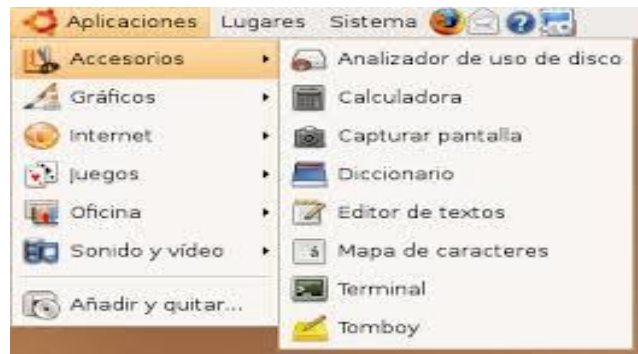 Aplicaciones Lugares Sistema
Accesorios
Gráficos
Internet
Juegos
Oficina
Sonido y vídeo
Añadir y quitar...
Analizador de uso de disco
Calculadora
Capturar pantalla
Diccionario
Editor de textos
á Mapa de caracteres
Terminal
Tomboy